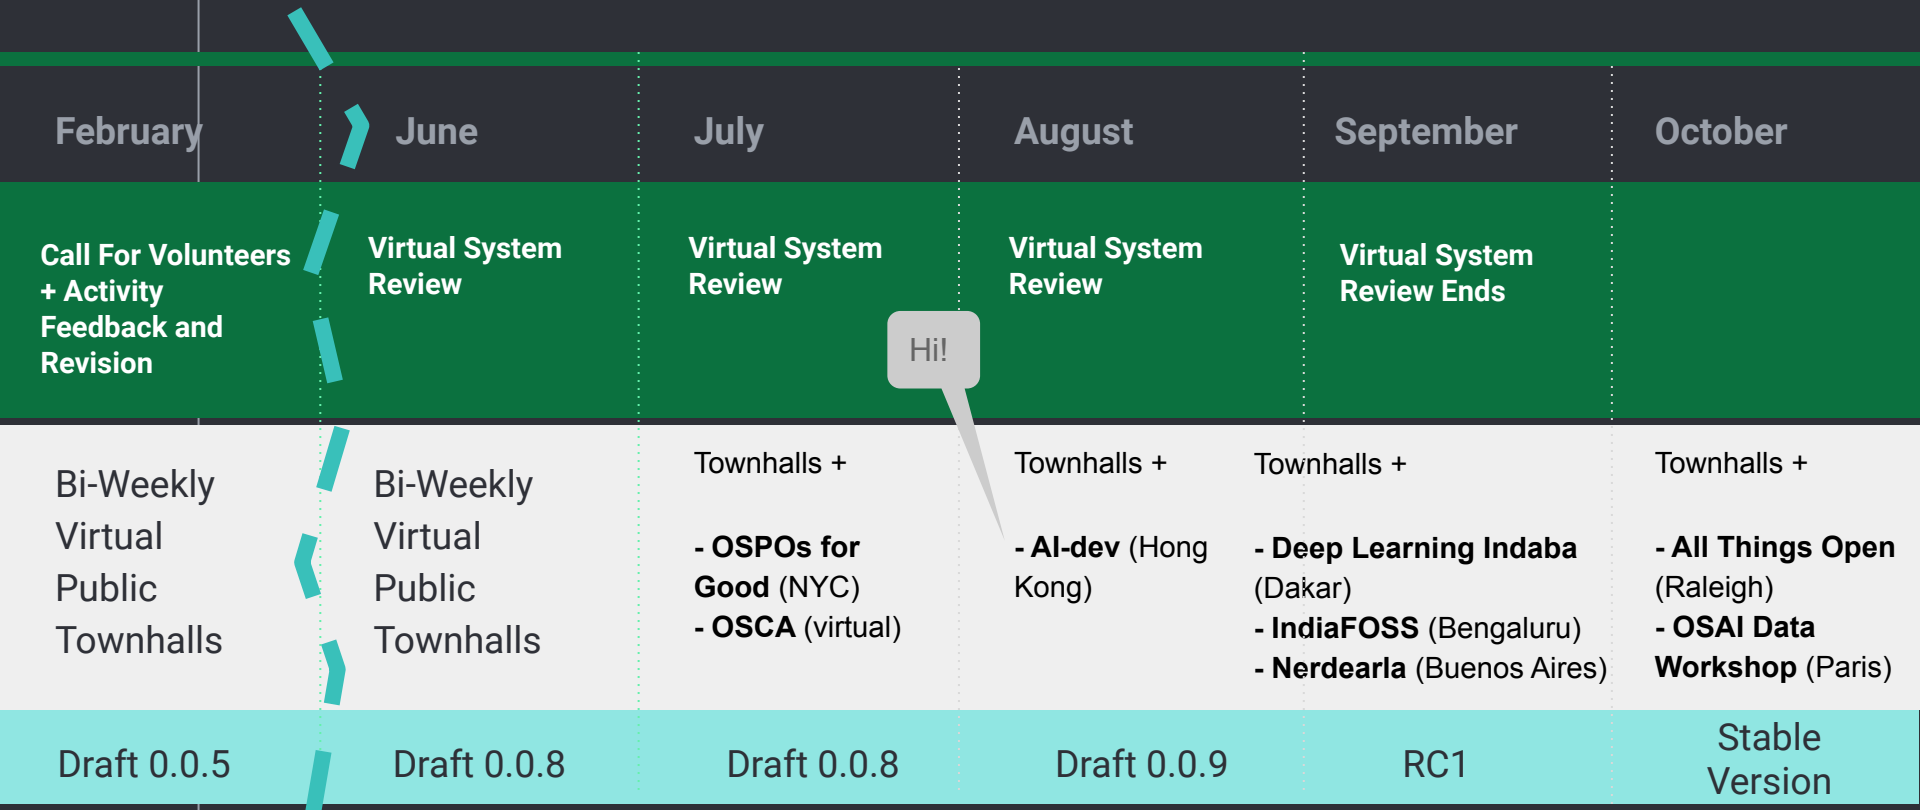 February
June
July
August
September
October
Call For Volunteers
+ Activity
Feedback and
Revision
Virtual System
Review
Virtual System
Review
Virtual System
Review
Virtual System
Review Ends
Hi!
Bi-Weekly
Virtual
Public
Townhalls
Bi-Weekly
Virtual
Public
Townhalls
Townhalls +
- OSPOs for
Good (NYC)
- OSCA (virtual)
Townhalls +
- AI-dev (Hong
Kong)
Townhalls +
- Deep Learning Indaba
(Dakar)
- IndiaFOSS (Bengaluru)
- Nerdearla (Buenos Aires)
Townhalls +
- All Things Open
(Raleigh)
- OSAI Data
Workshop (Paris)
Draft 0.0.5
Draft 0.0.8
Draft 0.0.8
Draft 0.0.9
RC1
Stable
Version